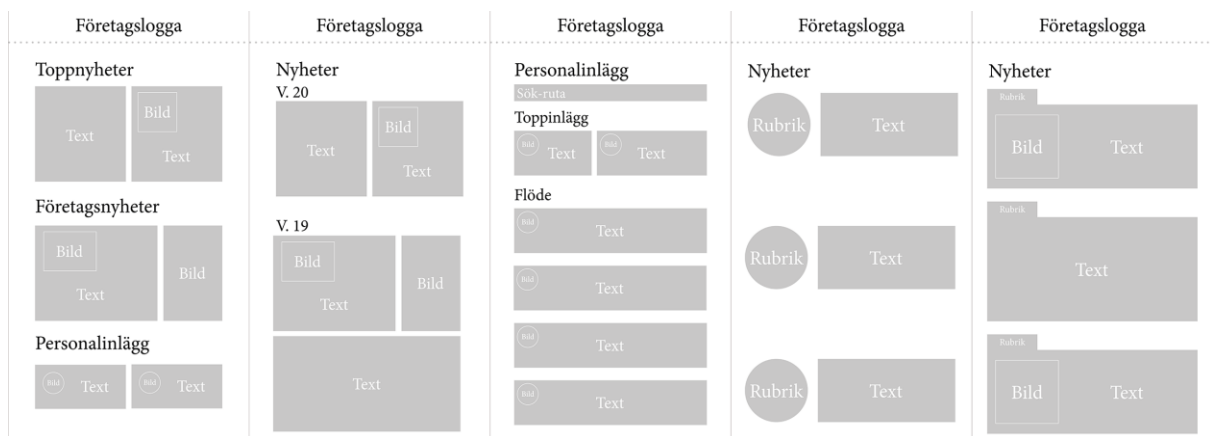 Företagslogga
Toppnyheter
Text
Bild
Text
Företagsnyheter
Bild
Text
Bild
Personalinlägg
Bild Text
Bild Text
Företagslogga
Nyheter
V. 20
Text
Bild
Text
V. 19
Bild
Text
Bild
Text
Företagslogga
Personalinlägg
Sök-ruta
Toppinlägg
Bild Text
Bild Text
Flöde
Bild Text
Bild Text
Bild Text
Bild Text
Företagslogga
Nyheter
Rubrik Text
Rubrik Text
Rubrik Text
Företagslogga
Nyheter
Rubrik
Bild Text
Rubrik
Text
Rubrik
Bild Text